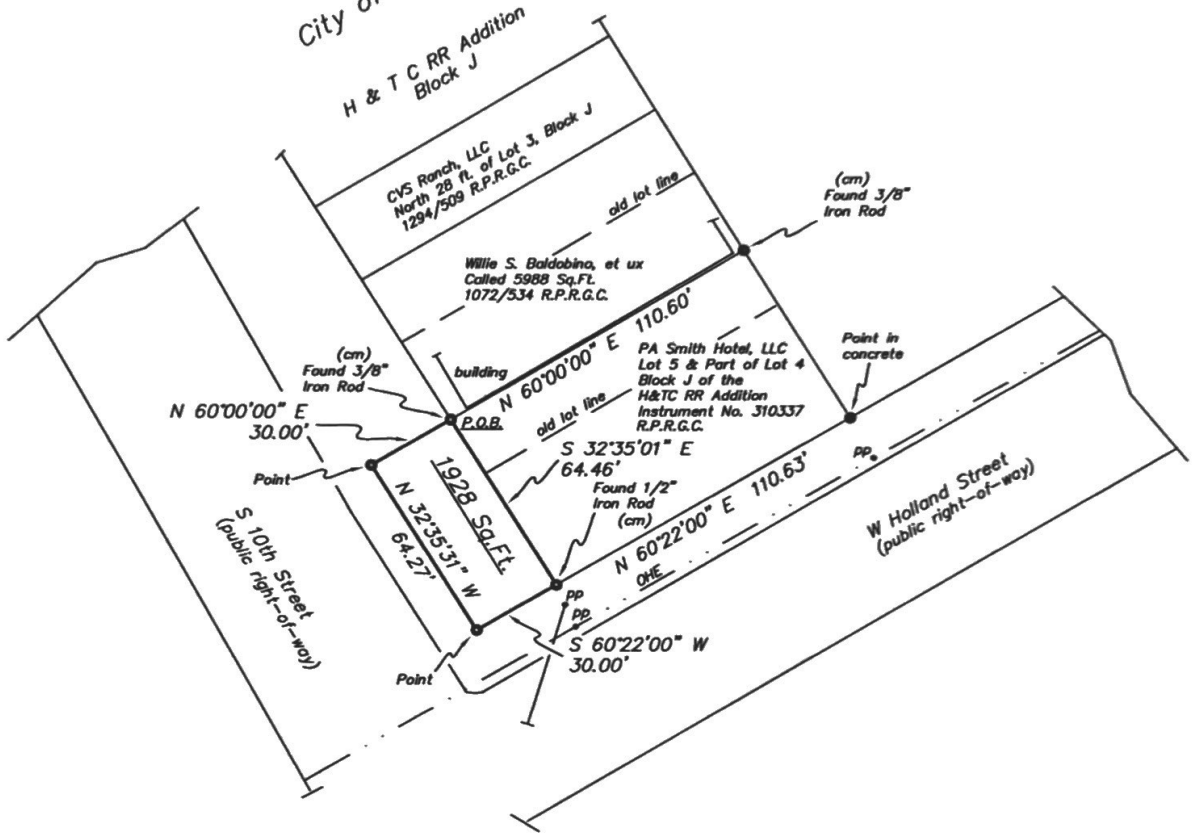 City of
H & T C RR Addition
Block J
CVS Ranch, LLC
North 28 ft. of Lot 3, Block J
1294/509 R.P.R.G.C.
old lot line
(cm)
Found 3/8"
Iron Rod
Willie S. Baldobino, et ux
Called 5988 Sq.Ft.
1072/534 R.P.R.G.C.
N 60°00'00" E 110.60'
building
(cm)
Found 3/8"
Iron Rod
PA Smith Hotel, LLC
Lot 5 & Part of Lot 4
Block J of the
H&TC RR Addition
Instrument No. 310337
R.P.R.G.C.
Point in
concrete
N 60°00'00" E
30.00'
P.O.B.
old lot line
S 32°35'01" E
64.46'
Point
1928 Sq.Ft.
N 32°35'31" W
64.27'
Found 1/2"
Iron Rod
(cm)
N 60°22'00" E 110.63'
PP
OHE
S 10th Street
(public right-of-way)
W Holland Street
(public right-of-way)
PP
PP
S 60°22'00" W
30.00'
Point